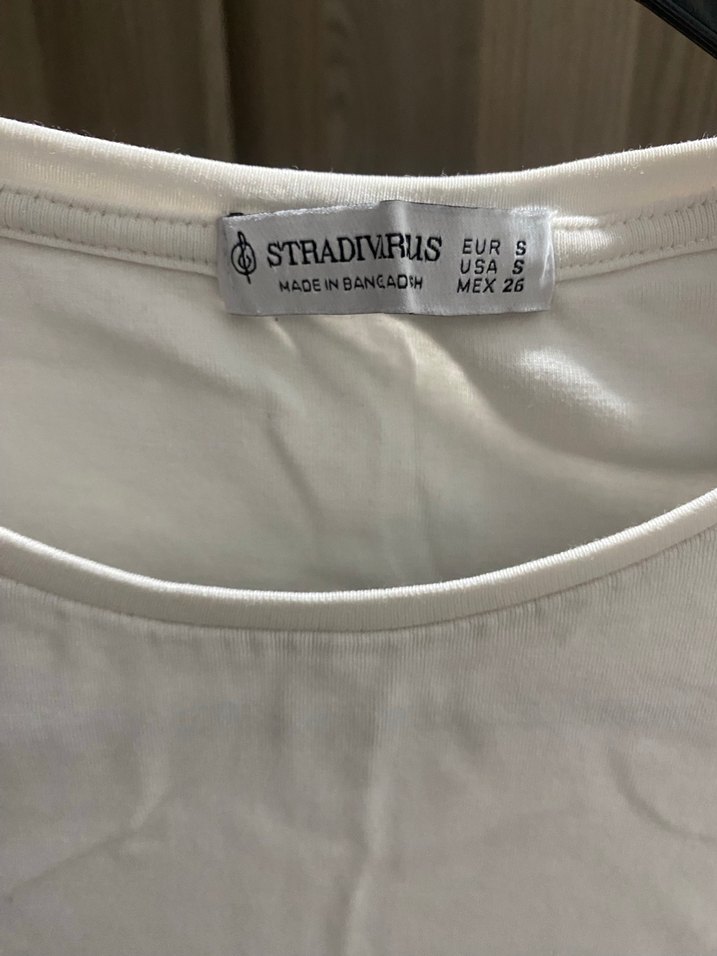 STRADIVARIUS
MADE IN BANGLADESH
EUR S
USA S
MEX 26